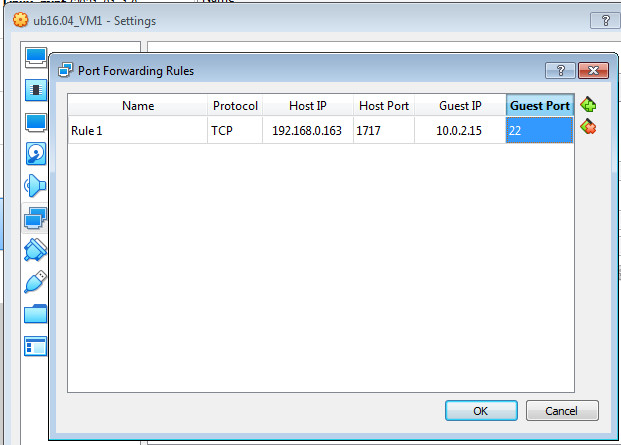 ub16.04_VM1 - Settings
Port Forwarding Rules
Name Protocol Host IP Host Port Guest IP Guest Port
Rule 1 TCP 192.168.0.163 1717 10.0.2.15 22
OK Cancel